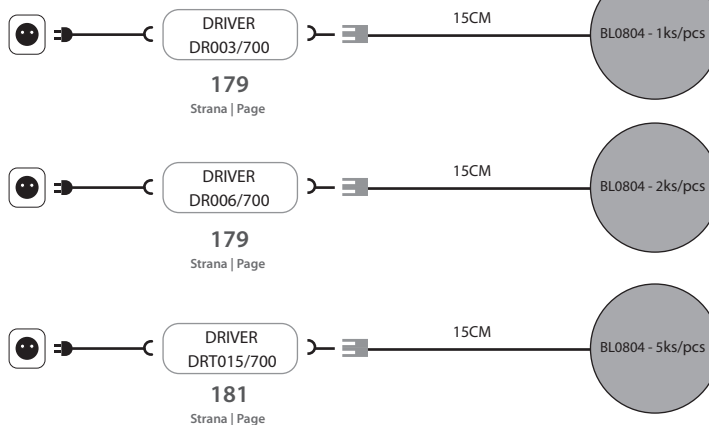 DRIVER
DR003/700
15CM
BL0804 - 1ks/pcs
179
Strana | Page
DRIVER
DR006/700
15CM
BL0804 - 2ks/pcs
179
Strana | Page
DRIVER
DRT015/700
15CM
BL0804 - 5ks/pcs
181
Strana | Page